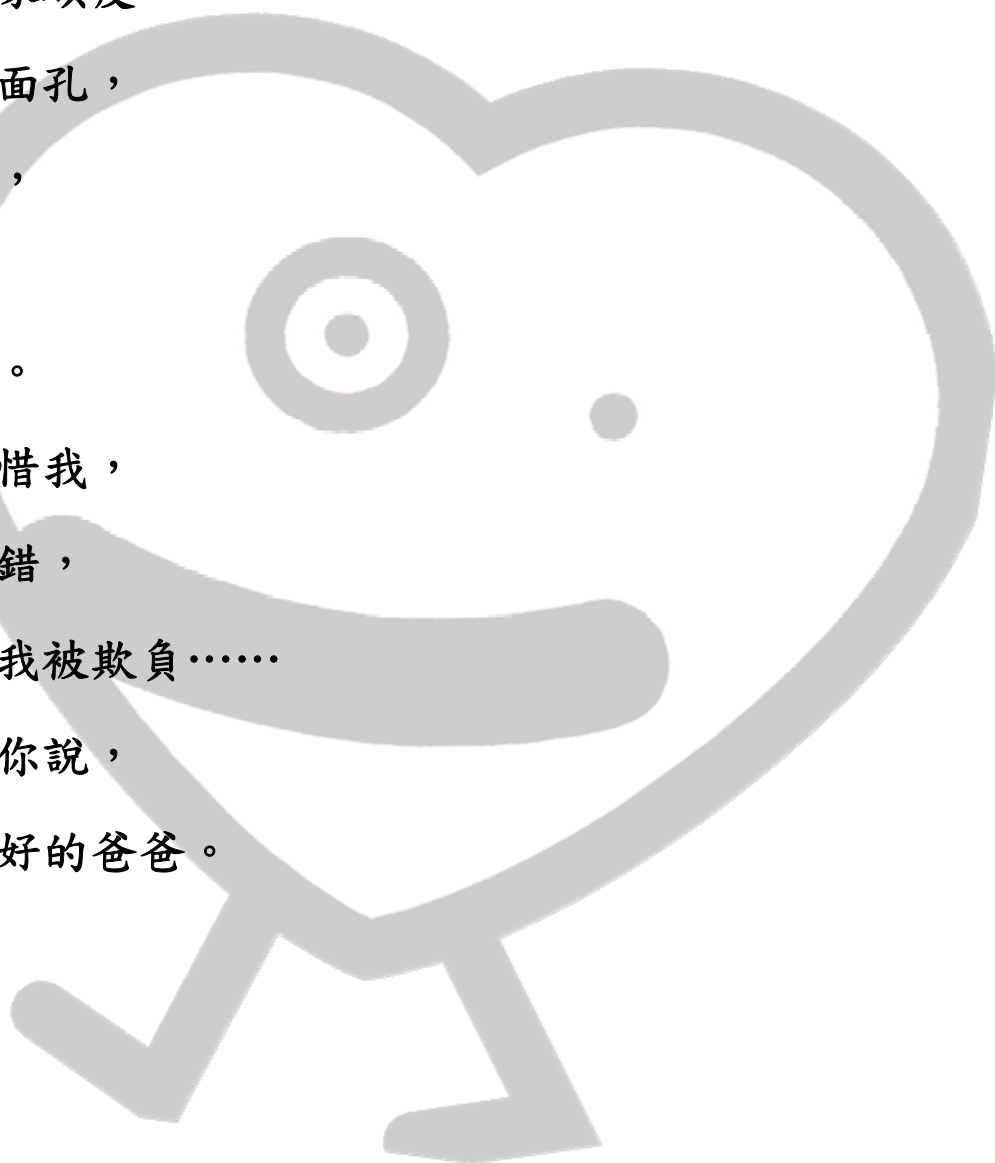 面孔，
，
。
惜我，
錯，
我被欺負……
你說，
好的爸爸。